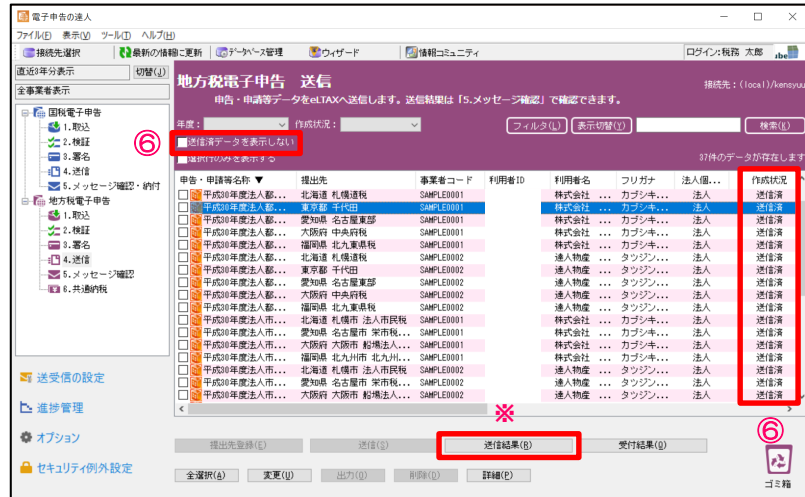 電子申告の達人
ファイル(F) 表示(V) ツール(T) ヘルプ(H)
接続先選択 最新の情報に更新 データベース管理 ウィザード 情報コミュニティ ログイン:税務 太郎
直近3年分表示 切替(J)
全事業者表示
国税電子申告
1.取込
2.検証
3.署名
4.送信
5.メッセージ確認・納付
地方税電子申告
1.取込
2.検証
3.署名
4.送信
5.メッセージ確認
6.共通納税
送受信の設定
進捗管理
オプション
セキュリティ例外設定
地方税電子申告 送信
接続先:(local)/kensyuu
申告・申請等データをeLTAXへ送信します。送信結果は「5.メッセージ確認」で確認できます。
年度: 作成状況: フィルタ(L) 表示切替(Y) 検索(K)
⑥
送信済データを表示しない
選択行のみを表示する 37件のデータが存在します
申告・申請等名称 ▼ 提出先 事業者コード 利用者ID 利用者名 フリガナ 法人個... 作成状況
平成30年度法人都... 北海道 札幌道税 SAMPLE0001 株式会社 ... カブシキ... 法人 送信済
平成30年度法人都... 東京都 千代田 SAMPLE0001 株式会社 ... カブシキ... 法人 送信済
平成30年度法人都... 愛知県 名古屋東部 SAMPLE0001 株式会社 ... カブシキ... 法人 送信済
平成30年度法人都... 大阪府 中央府税 SAMPLE0001 株式会社 ... カブシキ... 法人 送信済
平成30年度法人都... 福岡県 北九東県税 SAMPLE0001 株式会社 ... カブシキ... 法人 送信済
平成30年度法人都... 北海道 札幌道税 SAMPLE0002 達人物産 ... タツジン... 法人 送信済
平成30年度法人都... 東京都 千代田 SAMPLE0002 達人物産 ... タツジン... 法人 送信済
平成30年度法人都... 愛知県 名古屋東部 SAMPLE0002 達人物産 ... タツジン... 法人 送信済
平成30年度法人都... 大阪府 中央府税 SAMPLE0002 達人物産 ... タツジン... 法人 送信済
平成30年度法人都... 福岡県 北九東県税 SAMPLE0002 達人物産 ... タツジン... 法人 送信済
平成30年度法人市... 北海道 札幌市 法人市民税 SAMPLE0001 株式会社 ... カブシキ... 法人 送信済
平成30年度法人市... 愛知県 名古屋市 栄市税... SAMPLE0001 株式会社 ... カブシキ... 法人 送信済
平成30年度法人市... 大阪府 大阪市 船場法人... SAMPLE0001 株式会社 ... カブシキ... 法人 送信済
平成30年度法人市... 福岡県 北九州市 北九州... SAMPLE0001 株式会社 ... カブシキ... 法人 送信済
平成30年度法人市... 北海道 札幌市 法人市民税 SAMPLE0002 達人物産 ... タツジン... 法人 送信済
平成30年度法人市... 愛知県 名古屋市 栄市税... SAMPLE0002 達人物産 ... タツジン... 法人 送信済
平成30年度法人市... 大阪府 大阪市 船場法人... SAMPLE0002 達人物産 ... タツジン... 法人 送信済
※
⑥
提出先登録(E) 送信(S) 送信結果(R) 受付結果(Q)
全選択(A) 変更(U) 出力(O) 削除(D) 詳細(P)
ゴミ箱